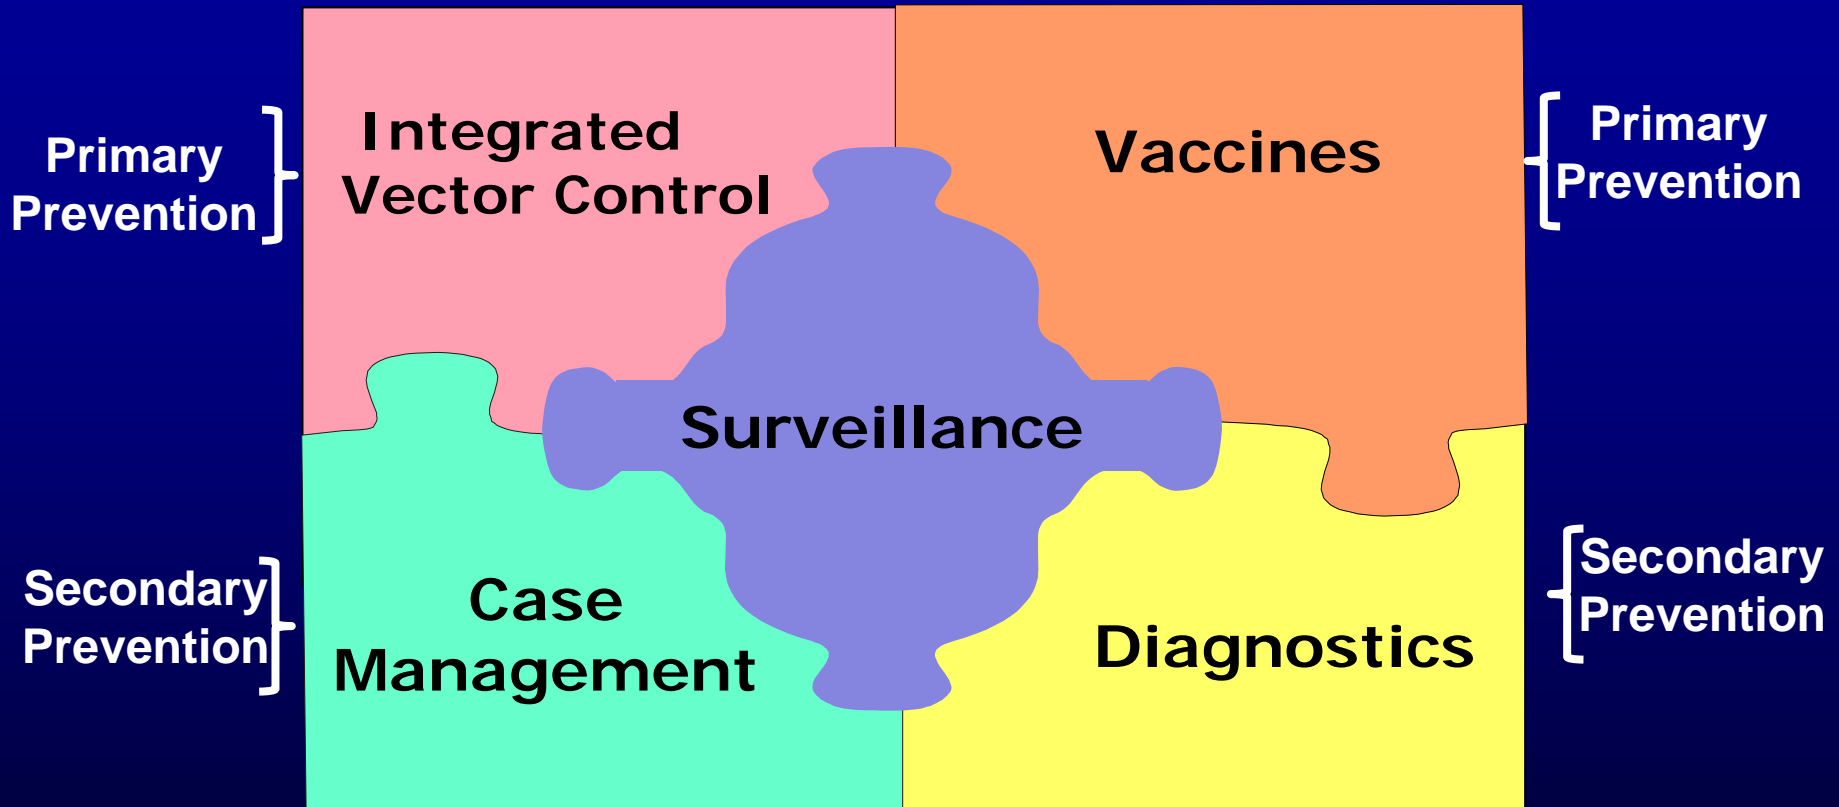 Primary
Prevention
Integrated
Vector Control
Vaccines
Primary
Prevention
Surveillance
Secondary
Prevention
Case
Management
Diagnostics
Secondary
Prevention